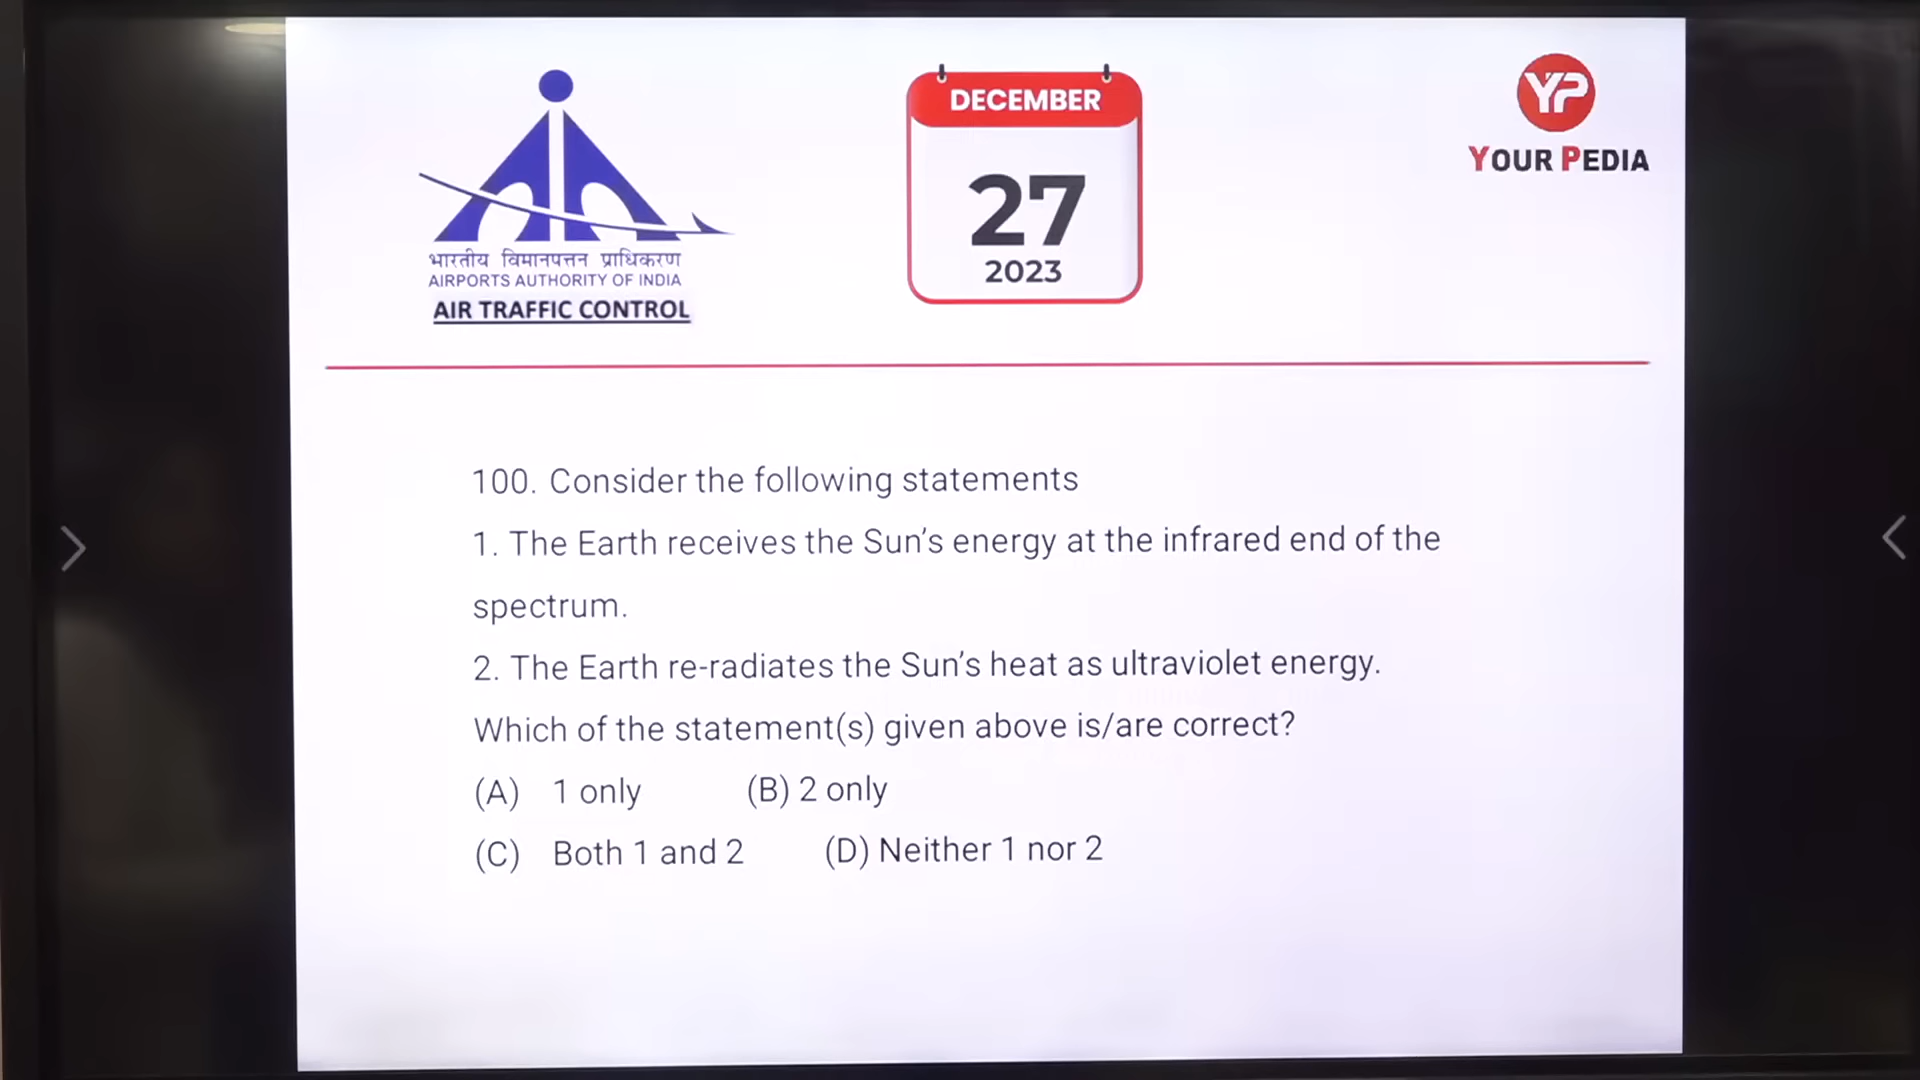 DECEMBER
27
2023
YP
YOUR PEDIA
भारतीय विमानपत्तन प्राधिकरण
AIRPORTS AUTHORITY OF INDIA
AIR TRAFFIC CONTROL
100. Consider the following statements
1. The Earth receives the Sun’s energy at the infrared end of the
spectrum.
2. The Earth re-radiates the Sun’s heat as ultraviolet energy.
Which of the statement(s) given above is/are correct?
(A) 1 only (B) 2 only
(C) Both 1 and 2 (D) Neither 1 nor 2